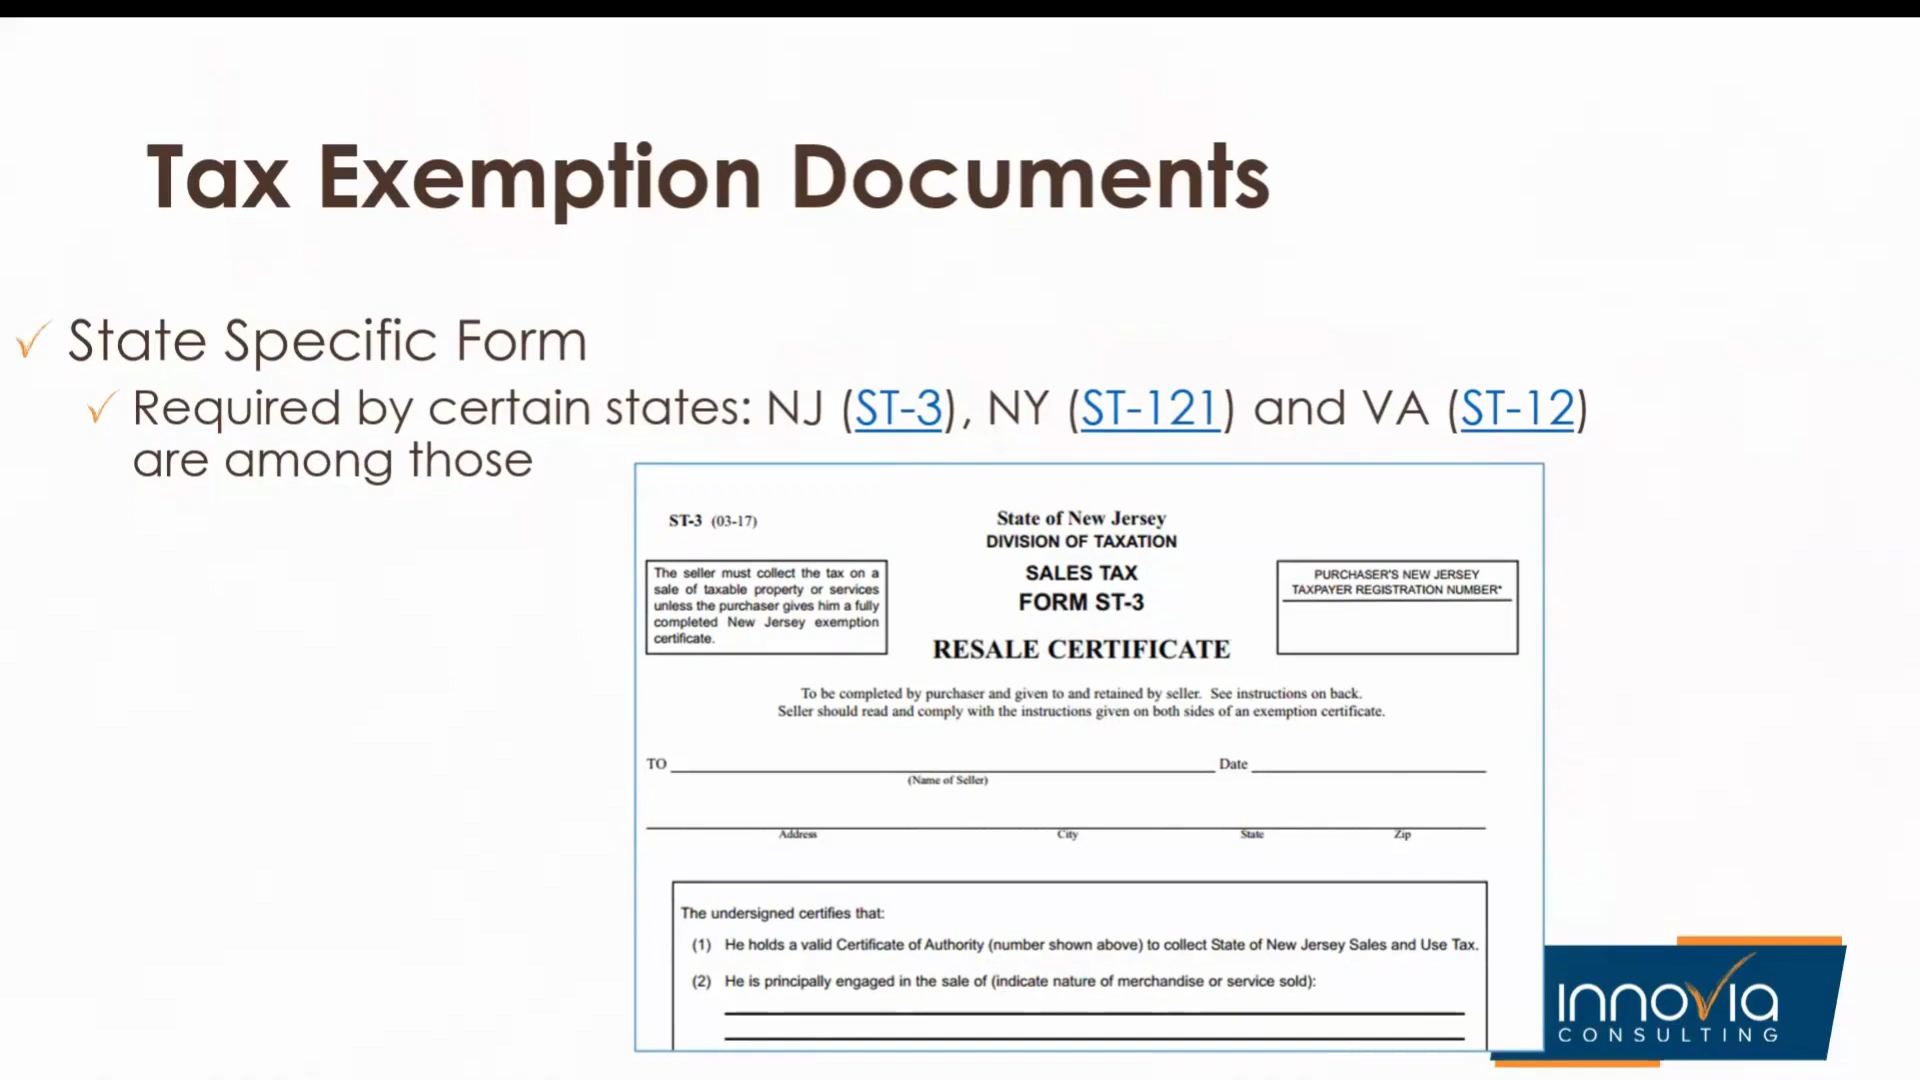 Tax Exemption Documents
State Specific Form
Required by certain states: NJ (ST-3), NY (ST-121) and VA (ST-12)
are among those
ST-3 (03-17)
State of New Jersey
DIVISION OF TAXATION
SALES TAX
FORM ST-3
RESALE CERTIFICATE
The seller must collect the tax on a
sale of taxable property or services
unless the purchaser gives him a fully
completed New Jersey exemption
certificate.
PURCHASER'S NEW JERSEY
TAXPAYER REGISTRATION NUMBER*
To be completed by purchaser and given to and retained by seller. See instructions on back.
Seller should read and comply with the instructions given on both sides of an exemption certificate.
TO Date
(Name of Seller)
Address City State Zip
The undersigned certifies that:
(1) He holds a valid Certificate of Authority (number shown above) to collect State of New Jersey Sales and Use Tax.
(2) He is principally engaged in the sale of (indicate nature of merchandise or service sold):
innovia
CONSULTING